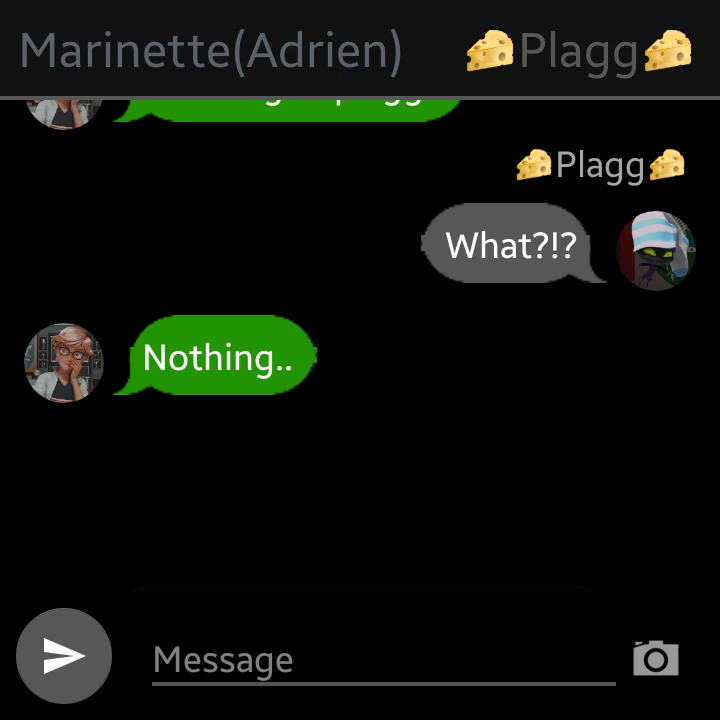 Marinette(Adrien) 🧀Plagg🧀
🧀Plagg🧀
What?!?
Nothing..
Message